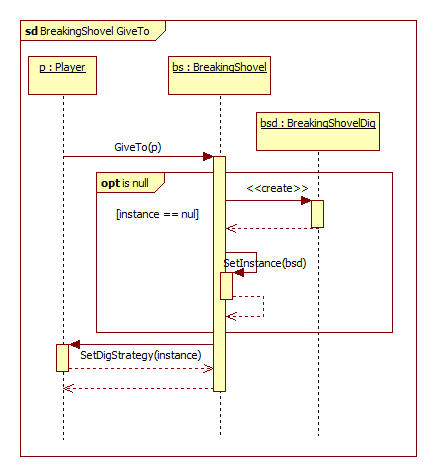 sd BreakingShovel GiveTo
p : Player
bs : BreakingShovel
bsd : BreakingShovelDig
GiveTo(p)
opt is null
<<create>>
[instance == nul]
SetInstance(bsd)
SetDigStrategy(instance)